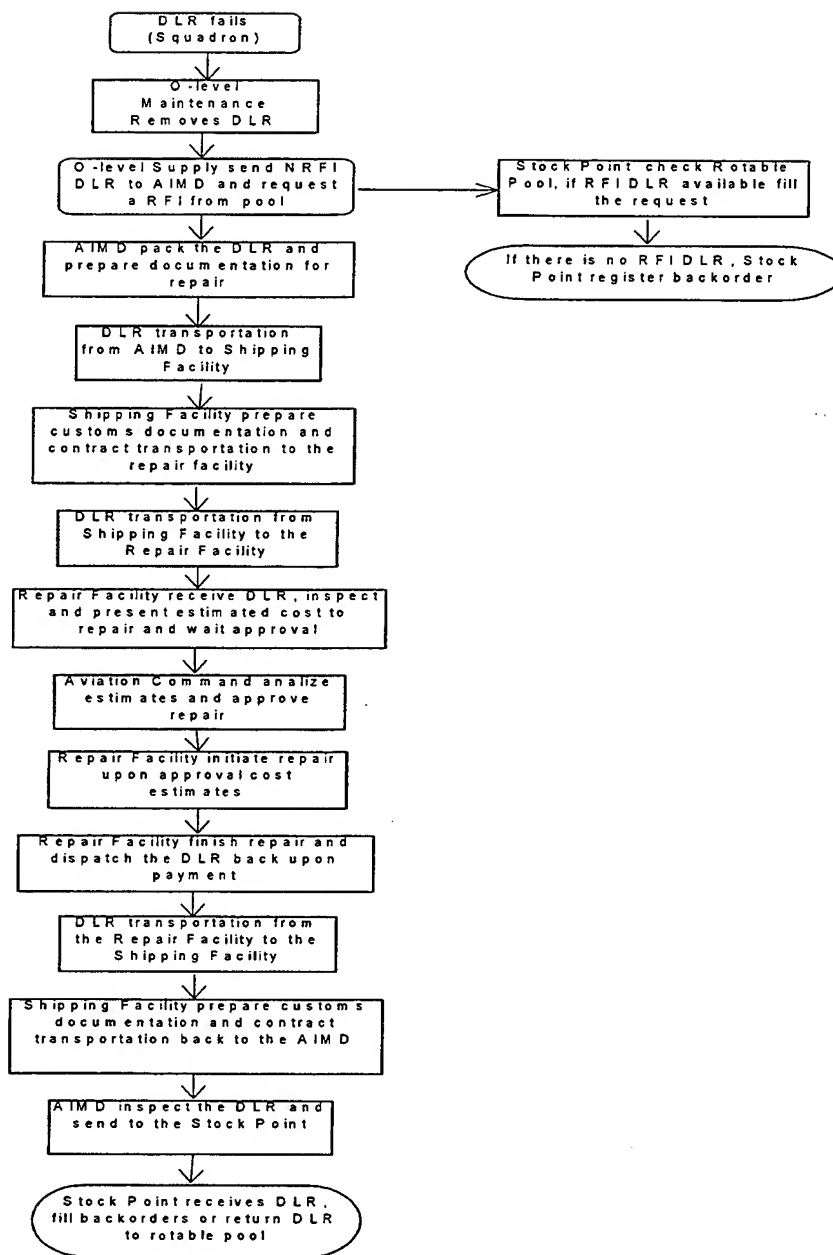 DLR fails
(Squadron)
O-level
Maintenance
Removes DLR
O-level Supply send NRFI
DLR to AIMD and request
a RFI from pool
Stock Point check Rotable
Pool, if RFI DLR available fill
the request
AIMD pack the DLR and
prepare documentation for
repair
If there is no RFI DLR, Stock
Point register backorder
DLR transportation
from AIMD to Shipping
Facility
Shipping Facility prepare
customs documentation and
contract transportation to the
repair facility
DLR transportation from
Shipping Facility to the
Repair Facility
Repair Facility receive DLR, inspect
and present estimated cost to
repair and wait approval
Aviation Command analize
estimates and approve
repair
Repair Facility initiate repair
upon approval cost
estimates
Repair Facility finish repair and
dispatch the DLR back upon
payment
DLR transportation from
the Repair Facility to the
Shipping Facility
Shipping Facility prepare customs
documentation and contract
transportation back to the AIMD
AIMD inspect the DLR and
send to the Stock Point
Stock Point receives DLR,
fill backorders or return DLR
to rotable pool